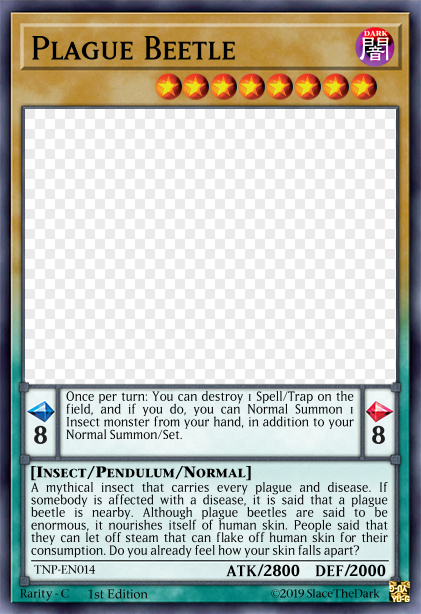 PLAGUE BEETLE
DARK
闇
Once per turn: You can destroy 1 Spell/Trap on the
field, and if you do, you can Normal Summon 1
Insect monster from your hand, in addition to your
Normal Summon/Set.
8
8
[INSECT/PENDULUM/NORMAL]
A mythical insect that carries every plague and disease. If
somebody is affected with a disease, it is said that a plague
beetle is nearby. Although plague beetles are said to be
enormous, it nourishes itself of human skin. People said that
they can let off steam that can flake off human skin for their
consumption. Do you already feel how your skin falls apart?
TNP-EN014
ATK/2800 DEF/2000
Rarity - C 1st Edition ©2019 SlaceTheDark